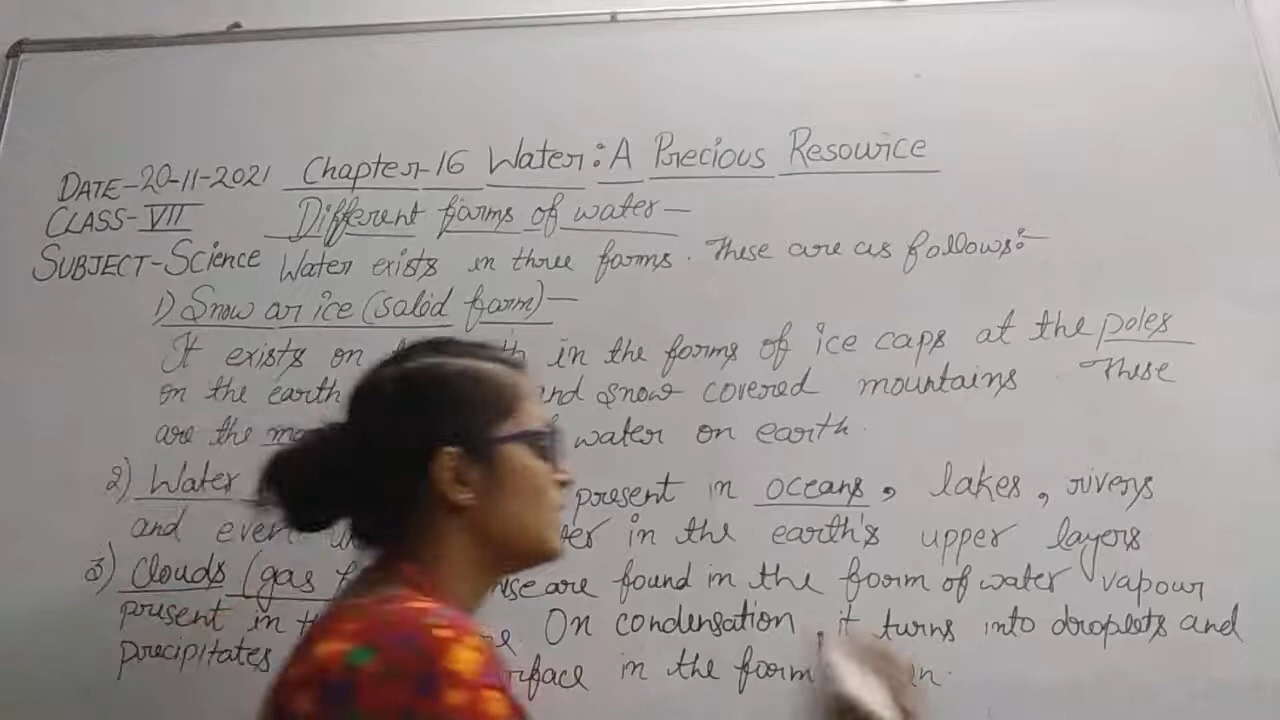 DATE-20-11-2021 Chapter-16 Water: A Precious Resource
CLASS-VII Different forms of water-
SUBJECT-Science Water exists in three forms. These are as follows:-
1) Snow or ice (solid form)-
It exists on in the forms of ice caps at the poles
on the earth and snow covered mountains These
are the water on earth.
2) Water present in oceans, lakes, rivers
and even in the earth's upper layers
3) Clouds (gas are found in the form of water vapour
present in On condensation, it turns into droplets and
precipitates in the form